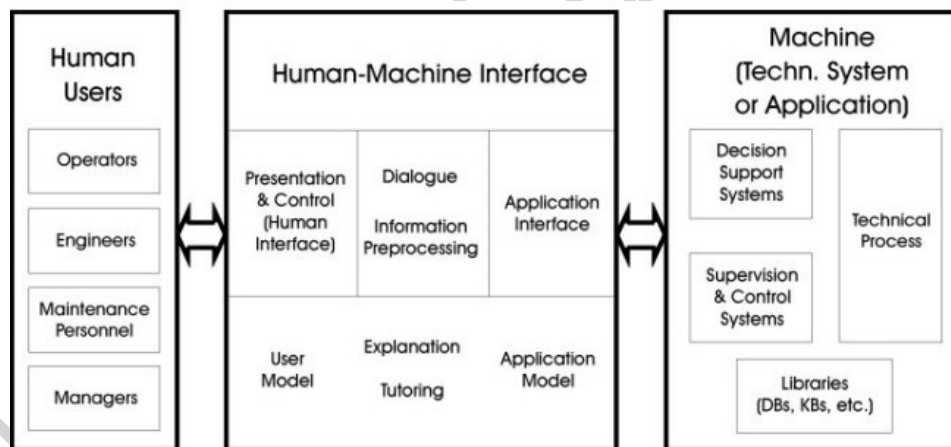 Human
Users
Operators
Engineers
Maintenance
Personnel
Managers
Human-Machine Interface
Presentation
& Control
(Human
Interface)
Dialogue
Information
Preprocessing
Application
Interface
User
Model
Explanation
Tutoring
Application
Model
Machine
(Techn. System
or Application)
Decision
Support
Systems
Technical
Process
Supervision
& Control
Systems
Libraries
(DBs, KBs, etc.)